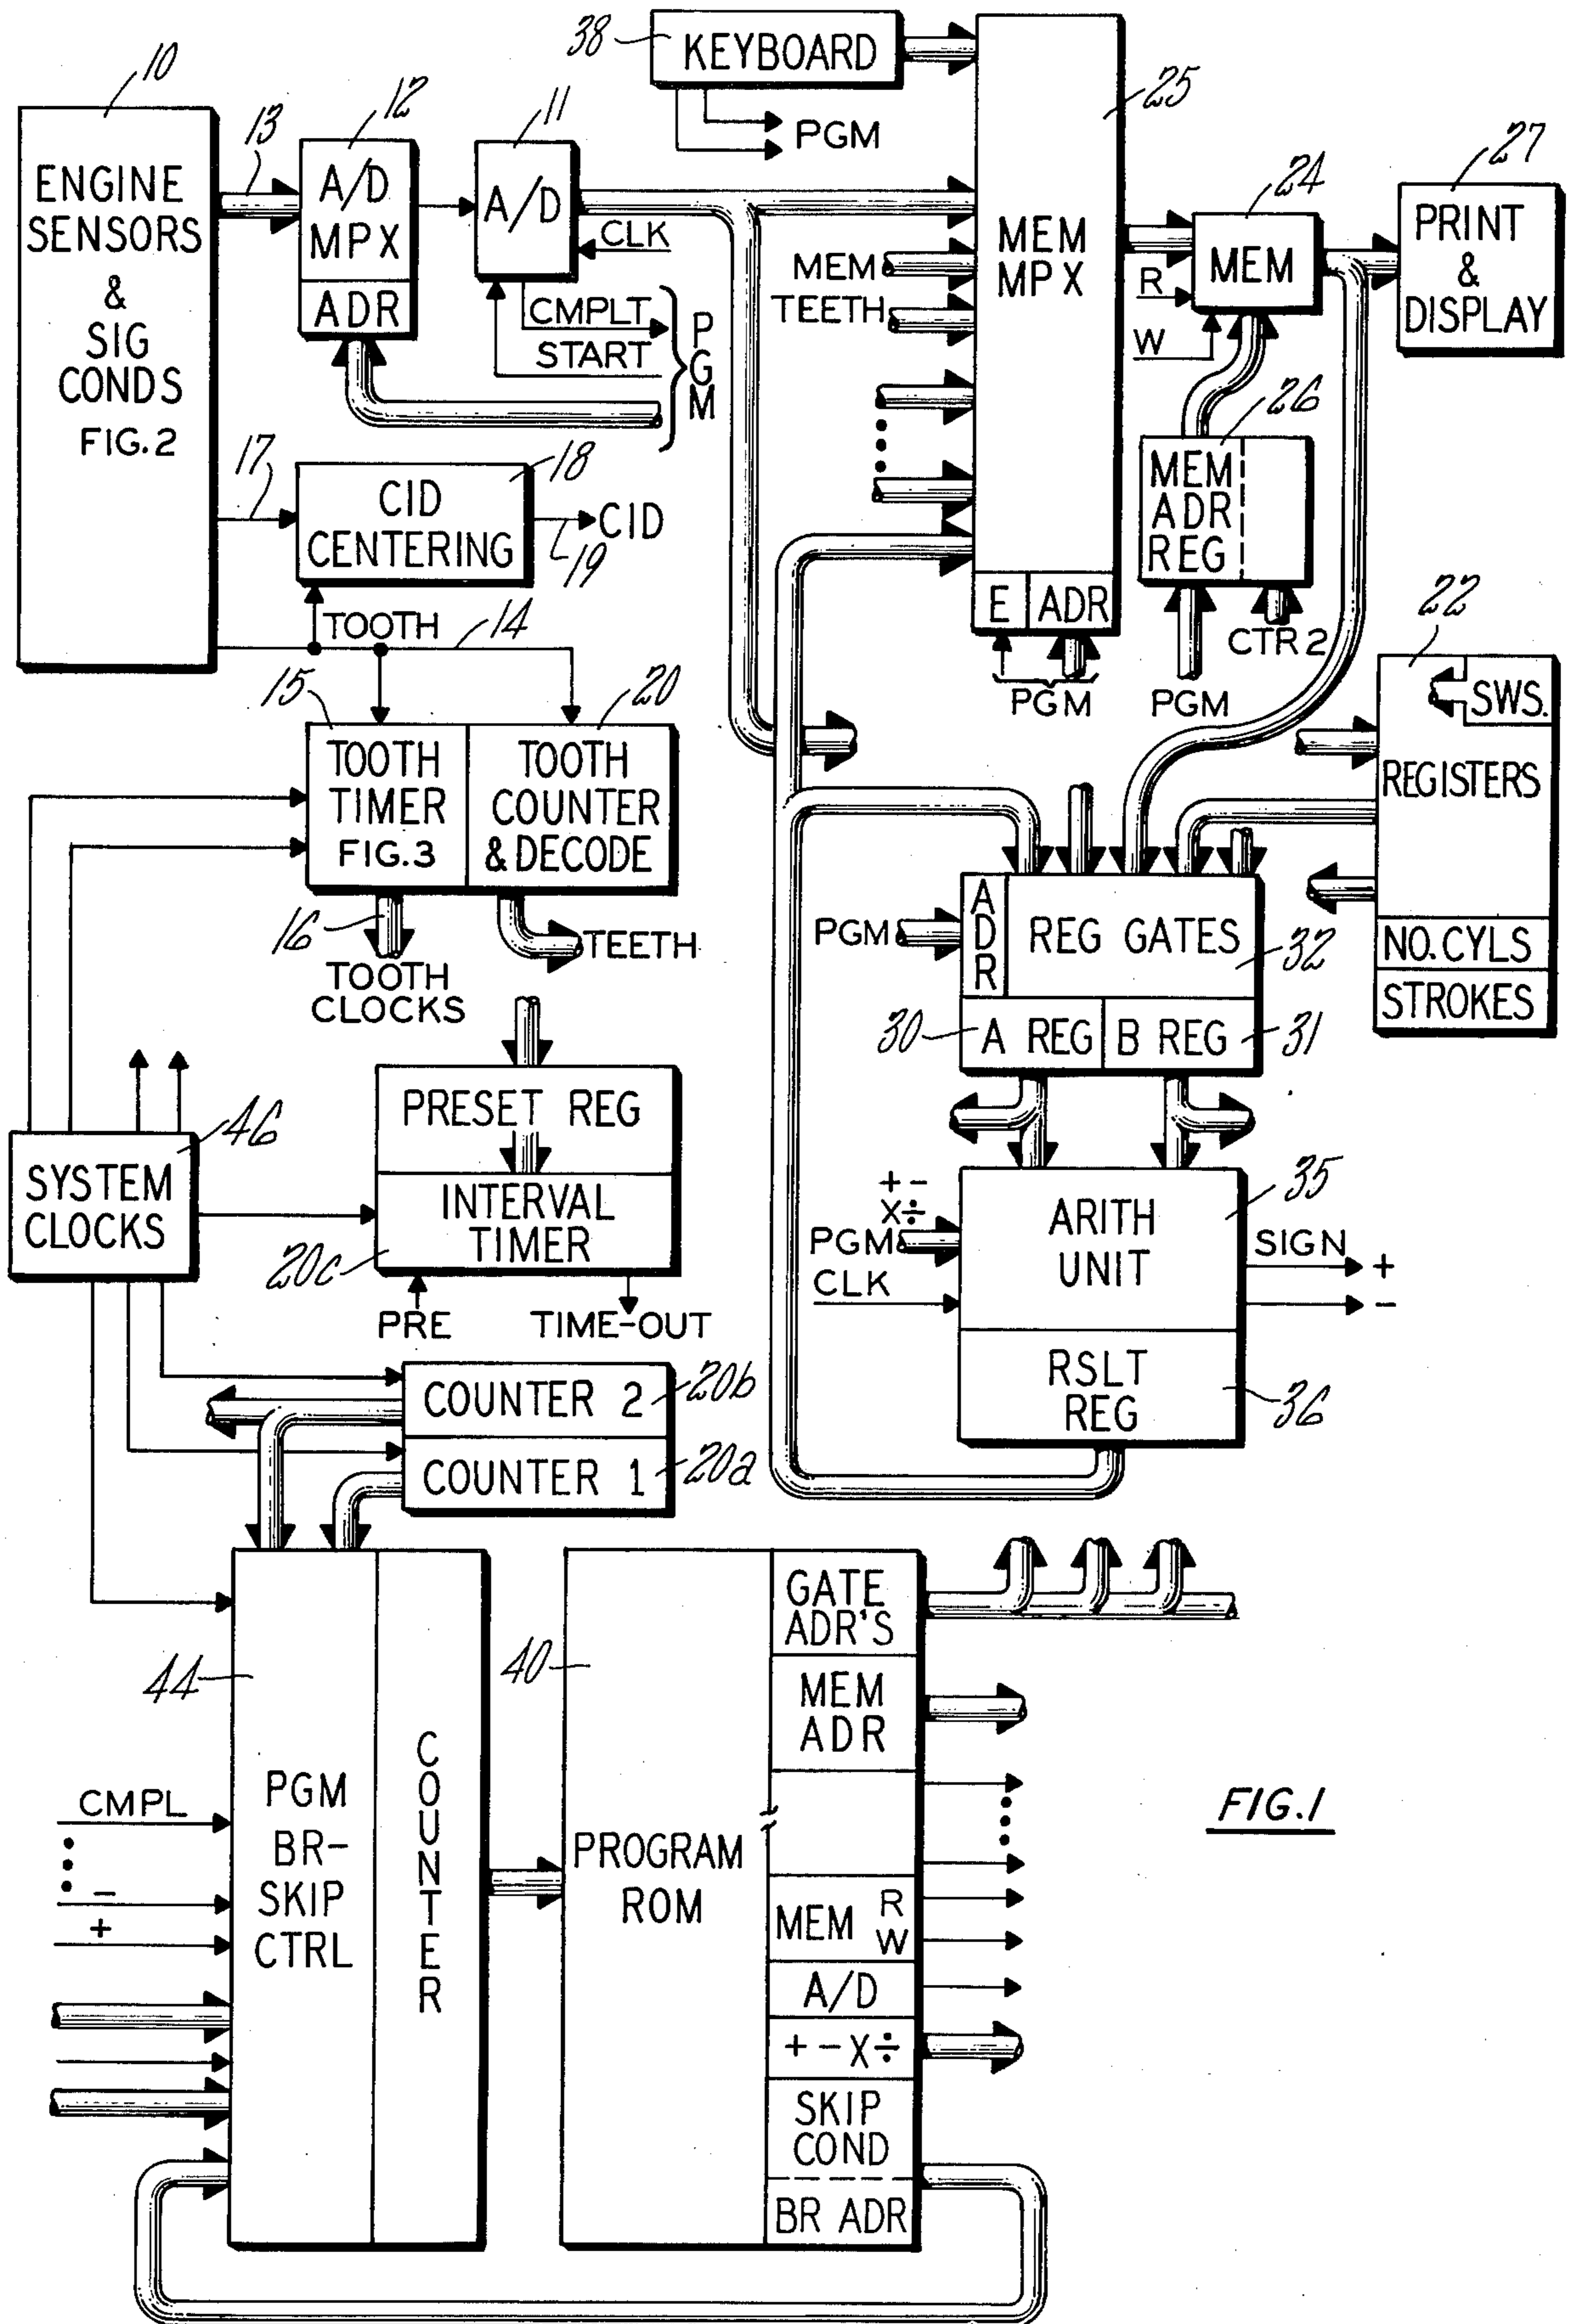 38
KEYBOARD
PGM
10
ENGINE
SENSORS
&
SIG
CONDS
FIG.2
13
12
A/D
MPX
ADR
11
A/D
CLK
CMPLT
START
PGM
25
MEM
MPX
MEM
TEETH
E
ADR
PGM
24
MEM
R
W
27
PRINT
&
DISPLAY
26
MEM
ADR
REG
PGM
CTR 2
17
18
CID
CENTERING
CID
19
TOOTH
14
15
TOOTH
TIMER
FIG.3
20
TOOTH
COUNTER
& DECODE
16
TOOTH
CLOCKS
TEETH
22
SWS.
REGISTERS
NO. CYLS
STROKES
PGM
ADR
REG GATES
32
30
A REG
B REG
31
46
SYSTEM
CLOCKS
PRESET REG
INTERVAL
TIMER
20c
PRE
TIME-OUT
+ -
X÷
PGM
CLK
ARITH
UNIT
35
SIGN
+
-
RSLT
REG
36
COUNTER 2
20b
COUNTER 1
20a
44
PGM
BR-
SKIP
CTRL
COUNTER
CMPL
-
+
40
PROGRAM
ROM
GATE
ADR'S
MEM
ADR
MEM
R
W
A/D
+ - X ÷
SKIP
COND
BR ADR
FIG.1